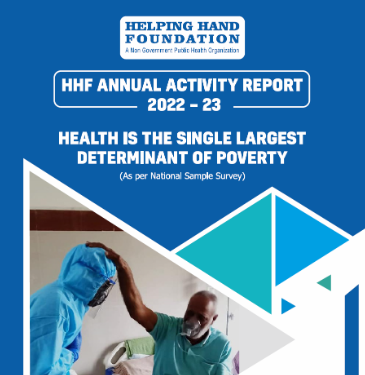 HELPING HAND
FOUNDATION
A Non Government Public Health Organization
HHF ANNUAL ACTIVITY REPORT
2022 – 23
HEALTH IS THE SINGLE LARGEST
DETERMINANT OF POVERTY
(As per National Sample Survey)